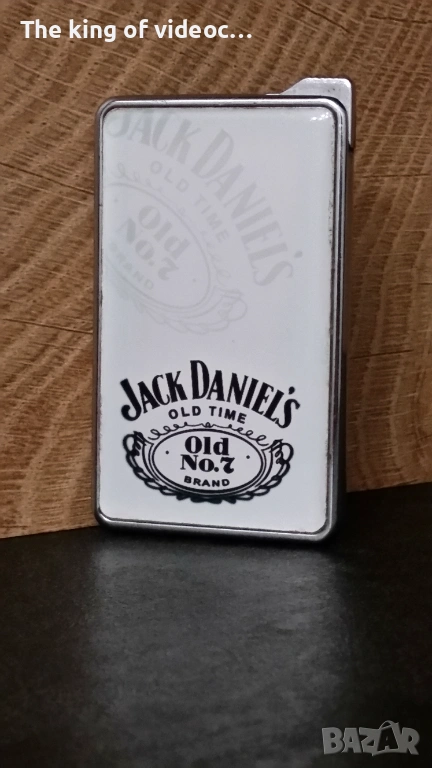 The king of videoc...
JACK DANIEL'S
OLD TIME
Old
No.7
BRAND
JACK DANIEL'S
OLD TIME
Old
No.7
BRAND
BAZAR